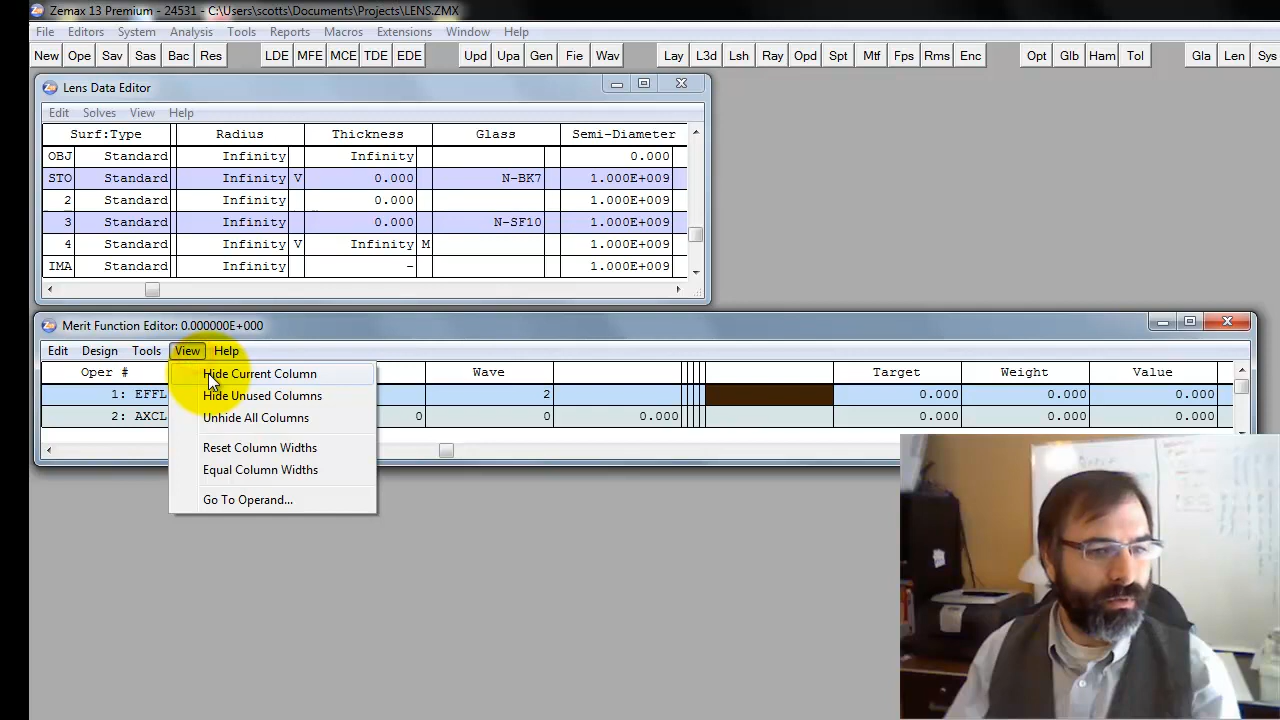 Zemax 13 Premium - 24531 - C:\Users\scotts\Documents\Projects\LENS.ZMX
File Editors System Analysis Tools Reports Macros Extensions Window Help
New Ope Sav Sas Bac Res LDE MFE MCE TDE EDE Upd Upa Gen Fie Wav Lay L3d Lsh Ray Opd Spt Mtf Fps Rms Enc Opt Glb Ham Tol Gla Len Sys
Lens Data Editor
Edit Solves View Help
Surf:Type Radius Thickness Glass Semi-Diameter
OBJ Standard Infinity Infinity 0.000
STO Standard Infinity V 0.000 N-BK7 1.000E+009
2 Standard Infinity 0.000 1.000E+009
3 Standard Infinity 0.000 N-SF10 1.000E+009
4 Standard Infinity V Infinity M 1.000E+009
IMA Standard Infinity - 1.000E+009
Merit Function Editor: 0.000000E+000
Edit Design Tools View Help
Oper # Wave Target Weight Value
1: EFFL 2 0.000 0.000 0.000
2: AXCL 0 0 0.000 0.000 0.000 0.000
Hide Current Column
Hide Unused Columns
Unhide All Columns
Reset Column Widths
Equal Column Widths
Go To Operand...